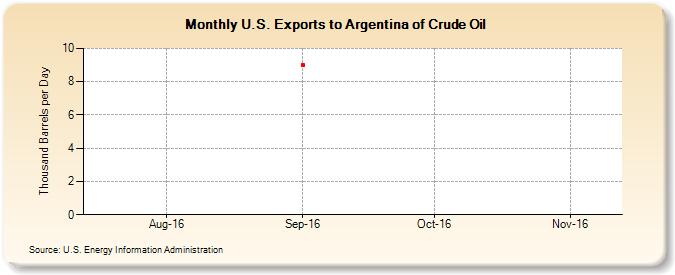 Monthly U.S. Exports to Argentina of Crude Oil
Thousand Barrels per Day
10
8
6
4
2
0
Aug-16 Sep-16 Oct-16 Nov-16
Source: U.S. Energy Information Administration